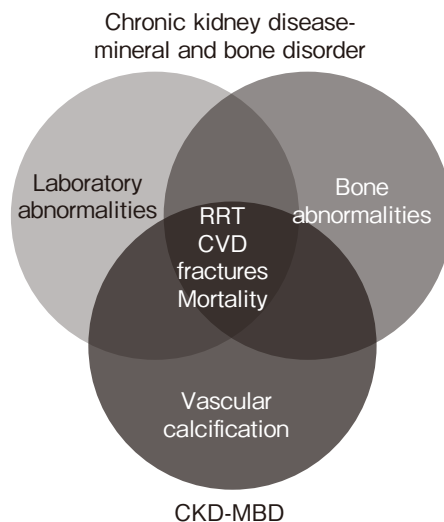 Chronic kidney disease-
mineral and bone disorder
Laboratory
abnormalities
Bone
abnormalities
RRT
CVD
fractures
Mortality
Vascular
calcification
CKD-MBD